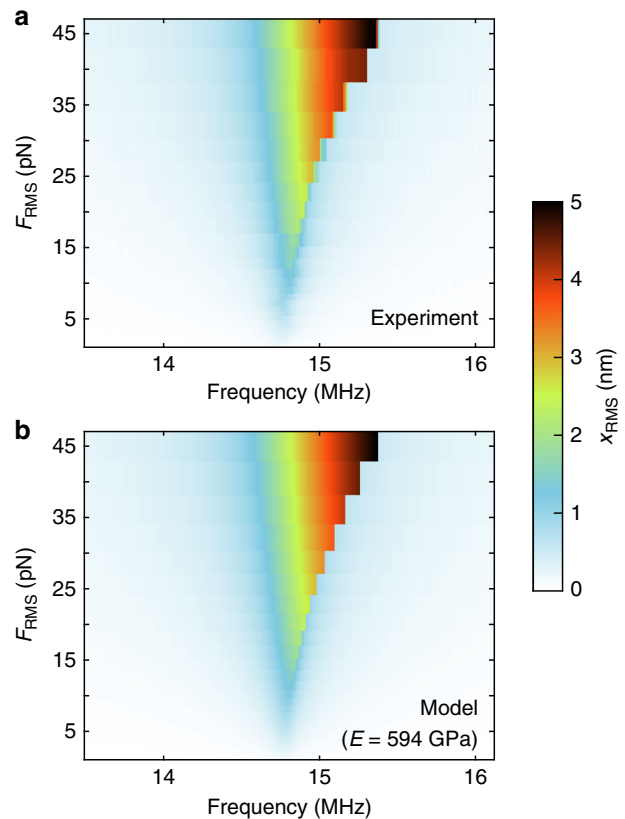 a
45
35
25
15
5
F_RMS (pN)
Experiment
14
15
16
Frequency (MHz)
b
45
35
25
15
5
F_RMS (pN)
Model
(E = 594 GPa)
14
15
16
Frequency (MHz)
5
4
3
2
1
0
x_RMS (nm)